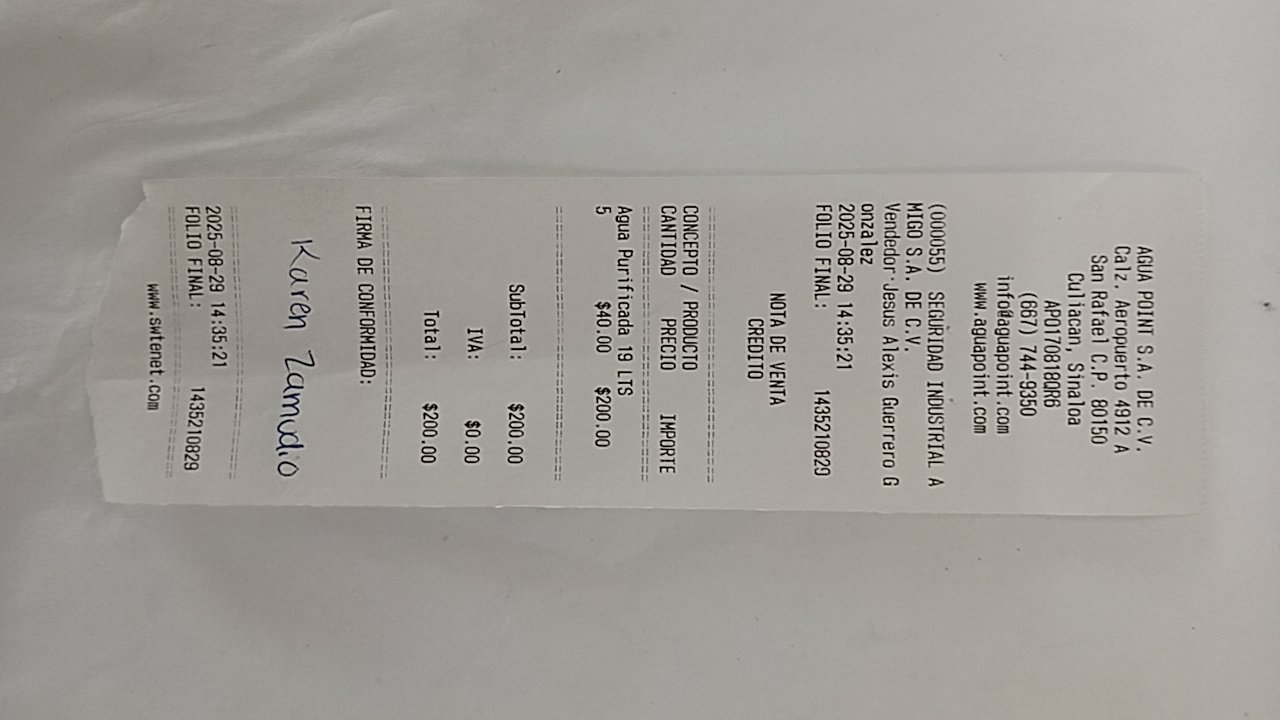 AGUA POINT S.A. DE C.V.
Calz. Aeropuerto 4912 A
San Rafael C.P. 80150
Culiacan, Sinaloa
APO170818QR6
(667) 744-9350
info@aguapoint.com
www.aguapoint.com
(000055) SEGURIDAD INDUSTRIAL A
MIGO S.A. DE C.V.
Vendedor:Jesus Alexis Guerrero G
onzalez
2025-08-29 14:35:21
FOLIO FINAL: 1435210829
NOTA DE VENTA
CREDITO
================================
CONCEPTO / PRODUCTO
CANTIDAD PRECIO IMPORTE
================================
Agua Purificada 19 LTS
5 $40.00 $200.00
================================
SubTotal: $200.00
IVA: $0.00
Total: $200.00
================================
FIRMA DE CONFORMIDAD:
Karen Zamudio
================================
2025-08-29 14:35:21
FOLIO FINAL: 1435210829
================================
www.swtenet.com